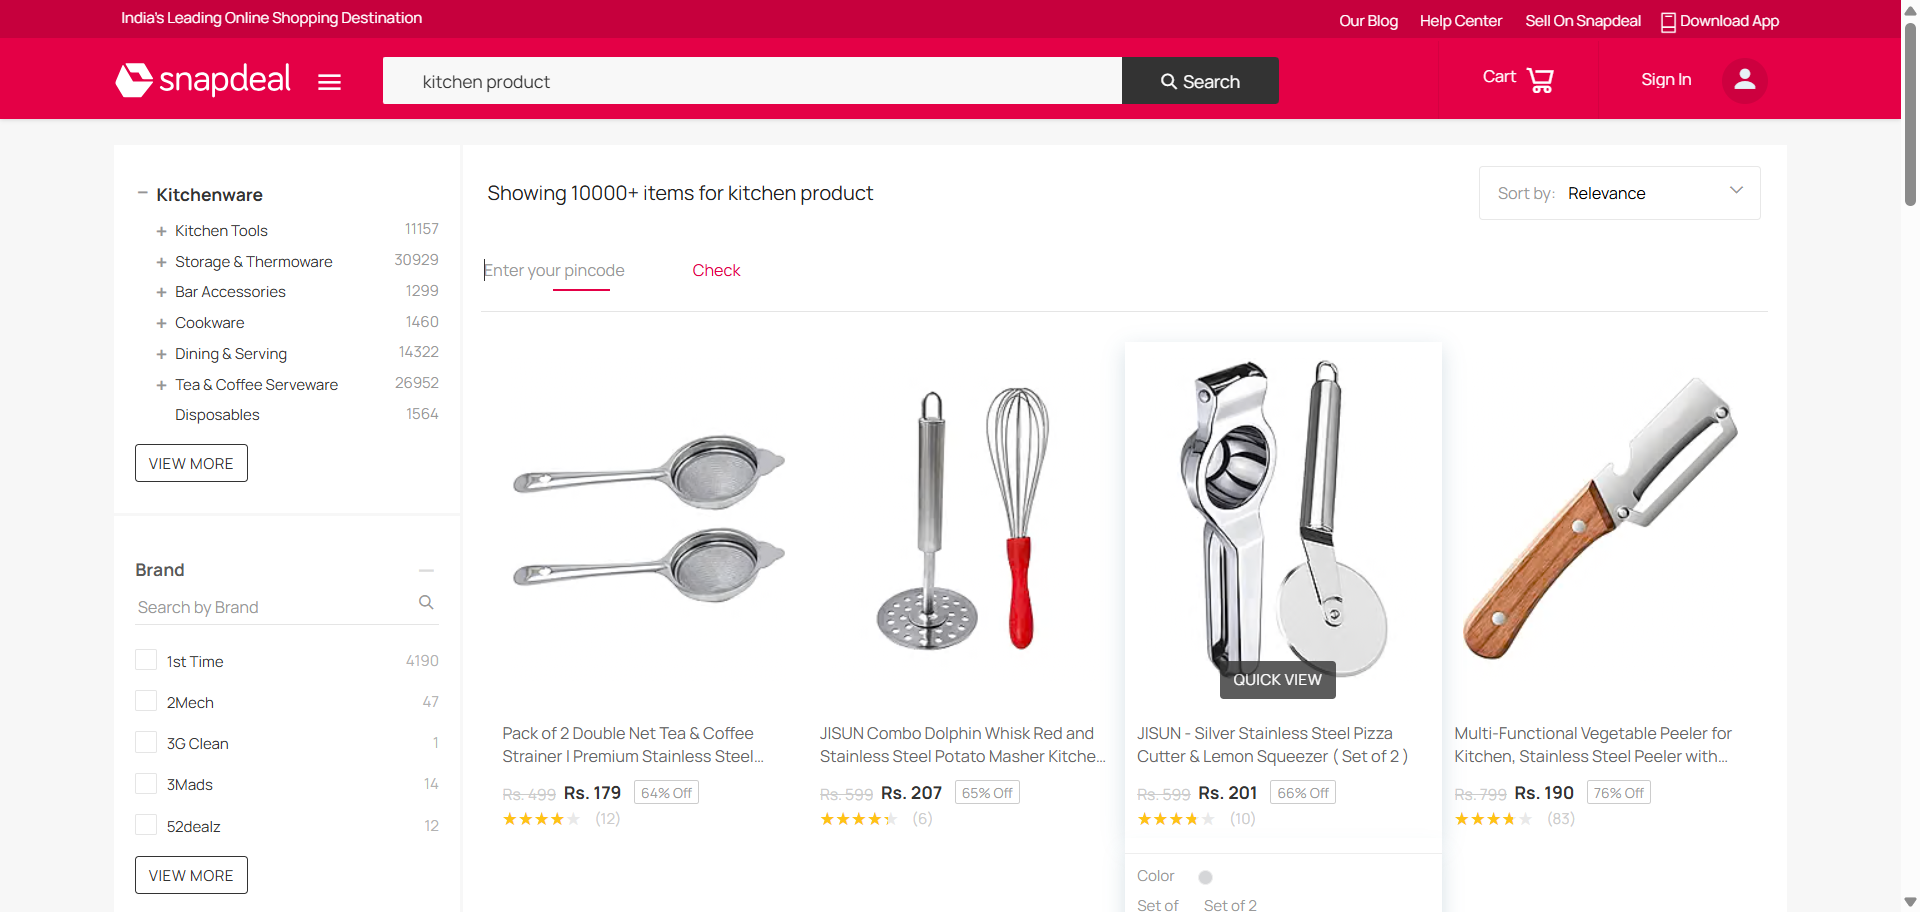 India's Leading Online Shopping Destination
Our Blog
Help Center
Sell On Snapdeal
Download App
snapdeal
kitchen product
Search
Cart
Sign In
Kitchenware
Kitchen Tools 11157
Storage & Thermoware 30929
Bar Accessories 1299
Cookware 1460
Dining & Serving 14322
Tea & Coffee Serveware 26952
Disposables 1564
VIEW MORE
Brand
Search by Brand
1st Time 4190
2Mech 47
3G Clean 1
3Mads 14
52dealz 12
VIEW MORE
Showing 10000+ items for kitchen product
Sort by: Relevance
Enter your pincode
Check
Pack of 2 Double Net Tea & Coffee
Strainer | Premium Stainless Steel...
Rs. 499 Rs. 179 64% Off
(12)
JISUN Combo Dolphin Whisk Red and
Stainless Steel Potato Masher Kitche...
Rs. 599 Rs. 207 65% Off
(6)
QUICK VIEW
JISUN - Silver Stainless Steel Pizza
Cutter & Lemon Squeezer ( Set of 2 )
Rs. 599 Rs. 201 66% Off
(10)
Color
Set of Set of 2
Multi-Functional Vegetable Peeler for
Kitchen, Stainless Steel Peeler with...
Rs. 799 Rs. 190 76% Off
(83)